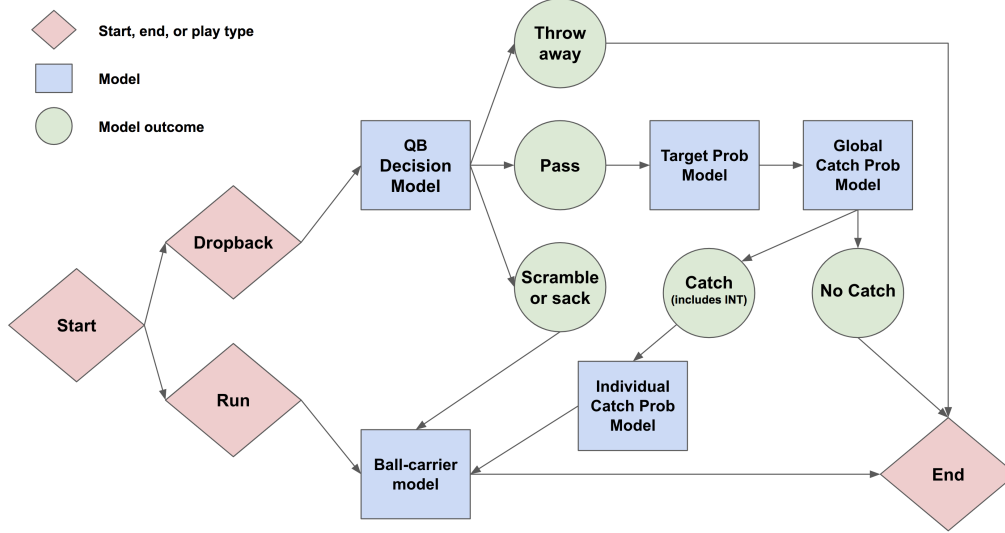 Start, end, or play type
Model
Model outcome
Throw
away
QB
Decision
Model
Pass
Target Prob
Model
Global
Catch Prob
Model
Dropback
Scramble
or sack
Catch
(includes INT)
No Catch
Start
Run
Individual
Catch Prob
Model
Ball-carrier
model
End